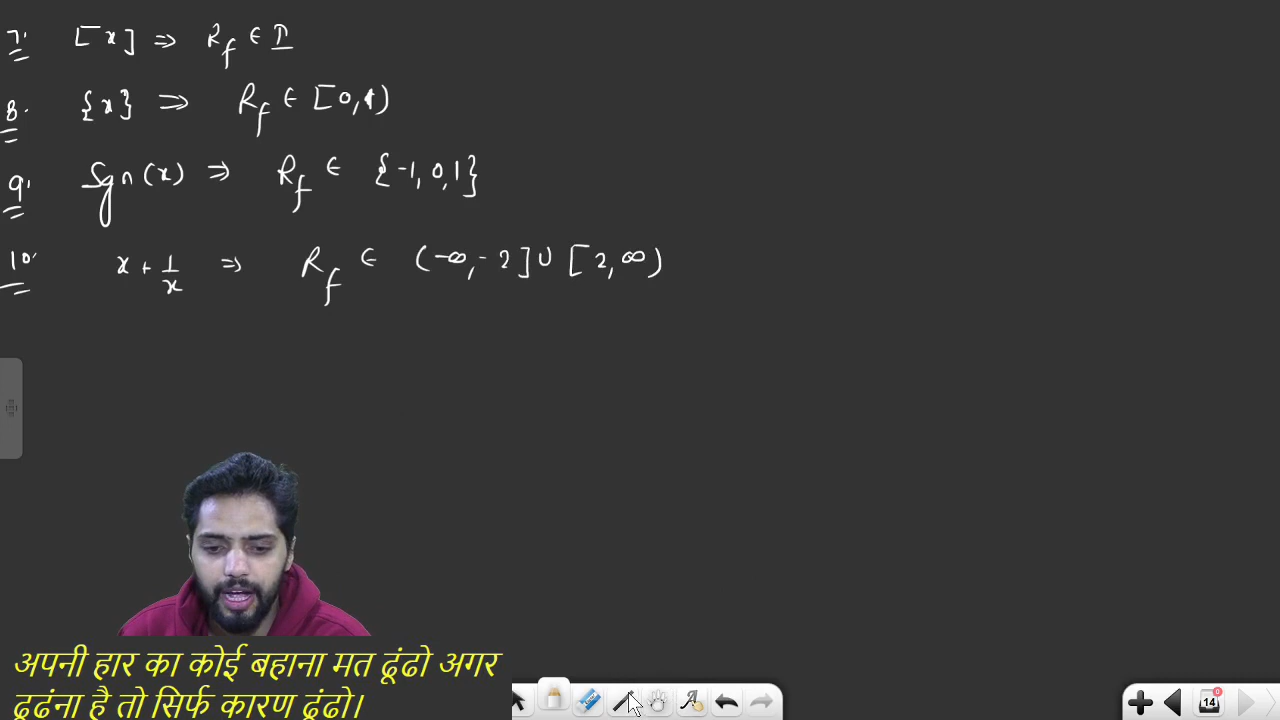 7. [x] ⇒ R_f ∈ I
8. {x} ⇒ R_f ∈ [0,1)
9. Sgn(x) ⇒ R_f ∈ {-1, 0, 1}
10. x + 1/x ⇒ R_f ∈ (-∞, -2] ∪ [2, ∞)
अपनी हार का कोई बहाना मत ढूंढो अगर
ढूढंना है तो सिर्फ कारण ढूंढो।
14